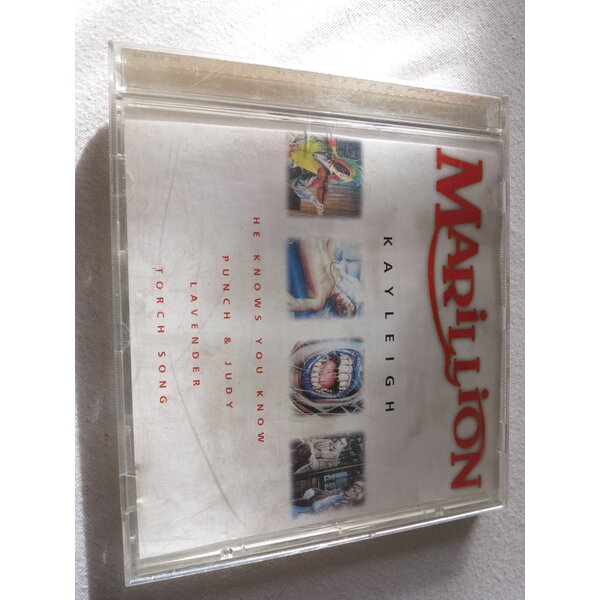 MARiLLiON
KAYLEIGH
HE KNOWS YOU KNOW
PUNCH & JUDY
LAVENDER
TORCH SONG